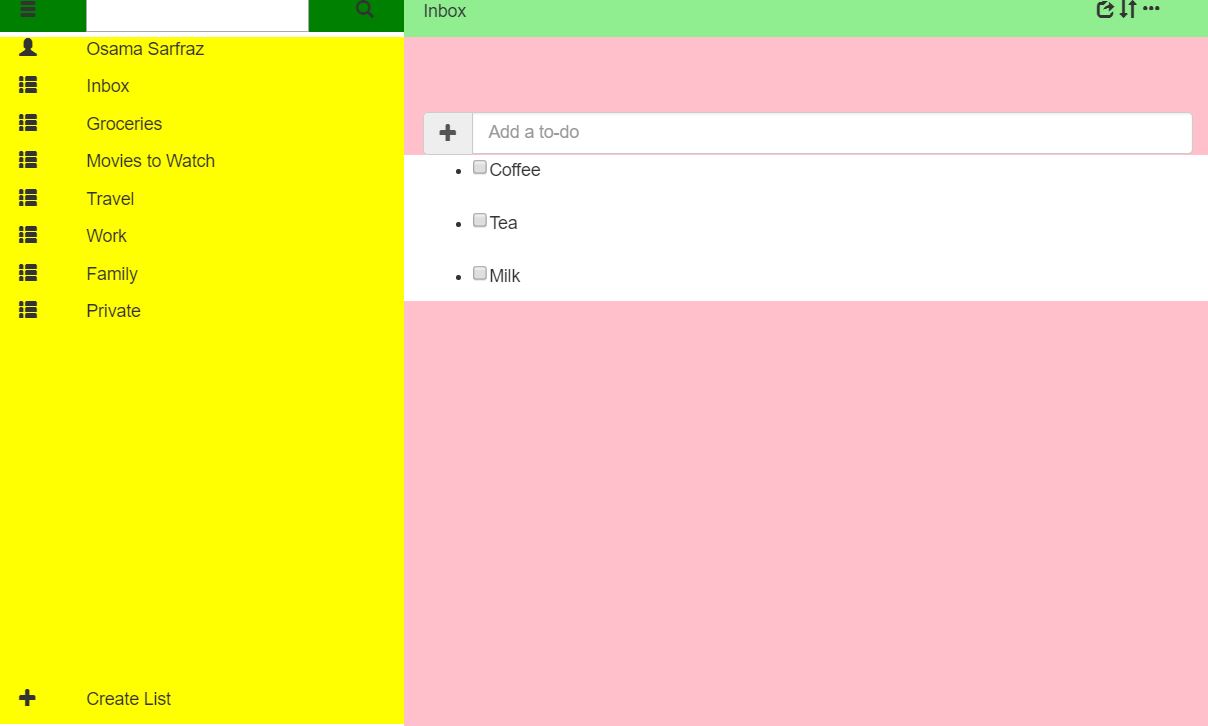 Inbox
Osama Sarfraz
Inbox
Groceries
Movies to Watch
Travel
Work
Family
Private
Create List
Add a to-do
Coffee
Tea
Milk